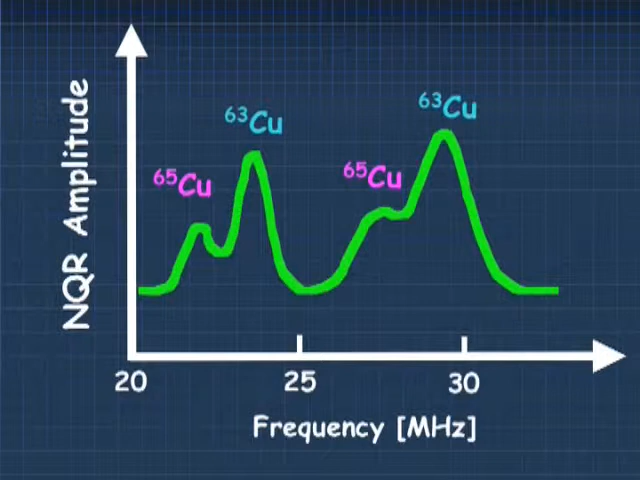 NQR Amplitude
⁶⁵Cu
⁶³Cu
⁶⁵Cu
⁶³Cu
20 25 30
Frequency [MHz]